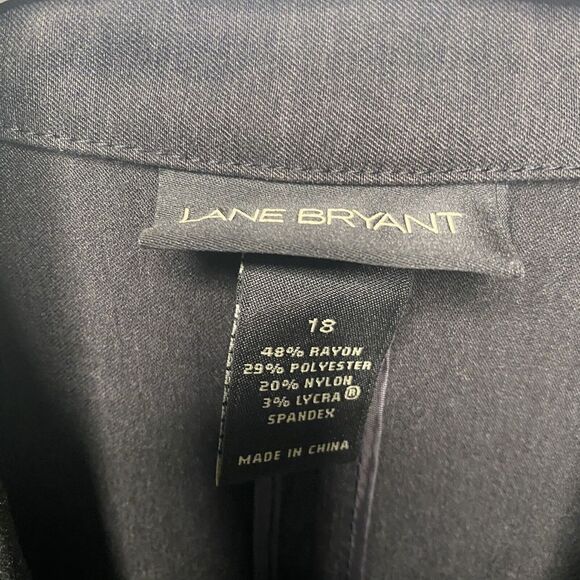 LANE BRYANT
18
48% RAYON
29% POLYESTER
20% NYLON
3% LYCRA®
SPANDEX
MADE IN CHINA